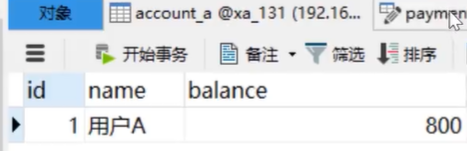 对象 account_a @xa_131 (192.16... paymen
开始事务 备注 筛选 排序
id name balance
1 用户A 800